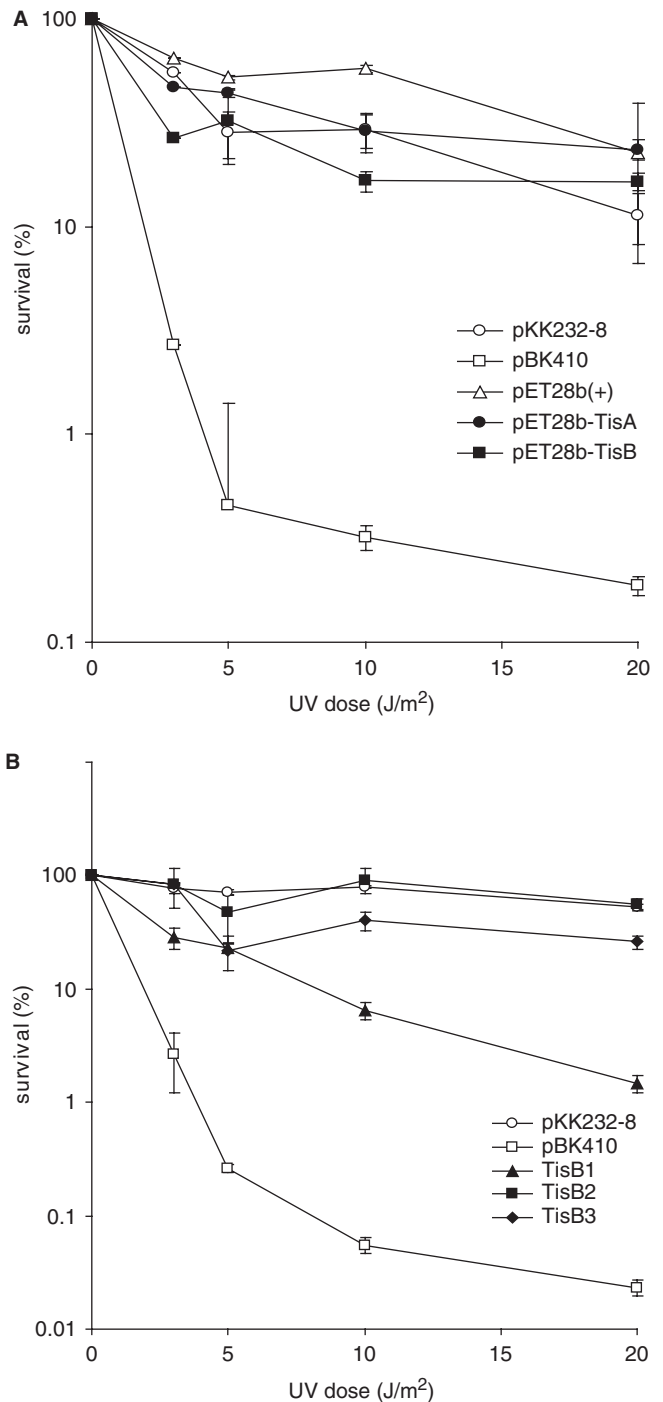 A
100
10
1
0.1
survival (%)
pKK232-8
pBK410
pET28b(+)
pET28b-TisA
pET28b-TisB
0 5 10 15 20
UV dose (J/m²)
B
100
10
1
0.1
0.01
survival (%)
pKK232-8
pBK410
TisB1
TisB2
TisB3
0 5 10 15 20
UV dose (J/m²)